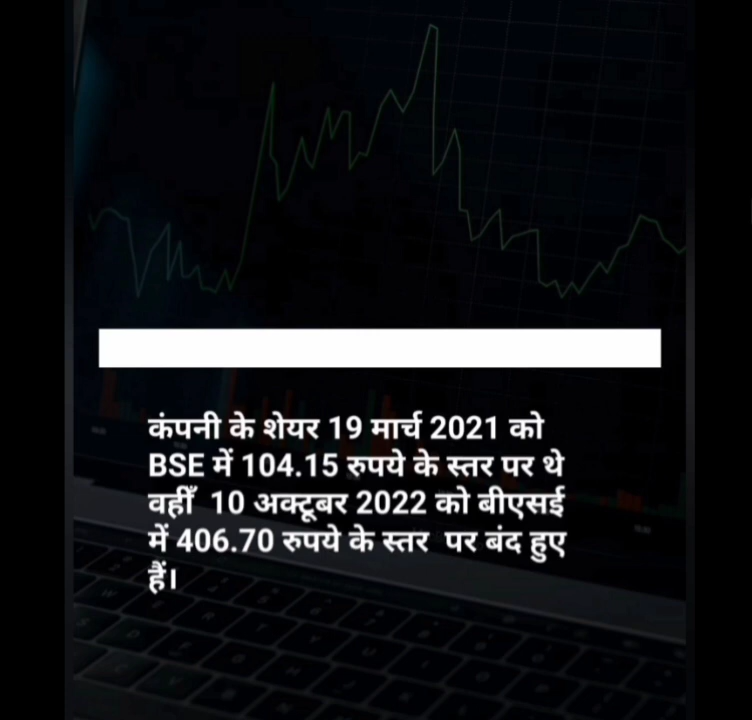 कंपनी के शेयर 19 मार्च 2021 को
BSE में 104.15 रुपये के स्तर पर थे
वहीँ 10 अक्टूबर 2022 को बीएसई
में 406.70 रुपये के स्तर पर बंद हुए
हैं।